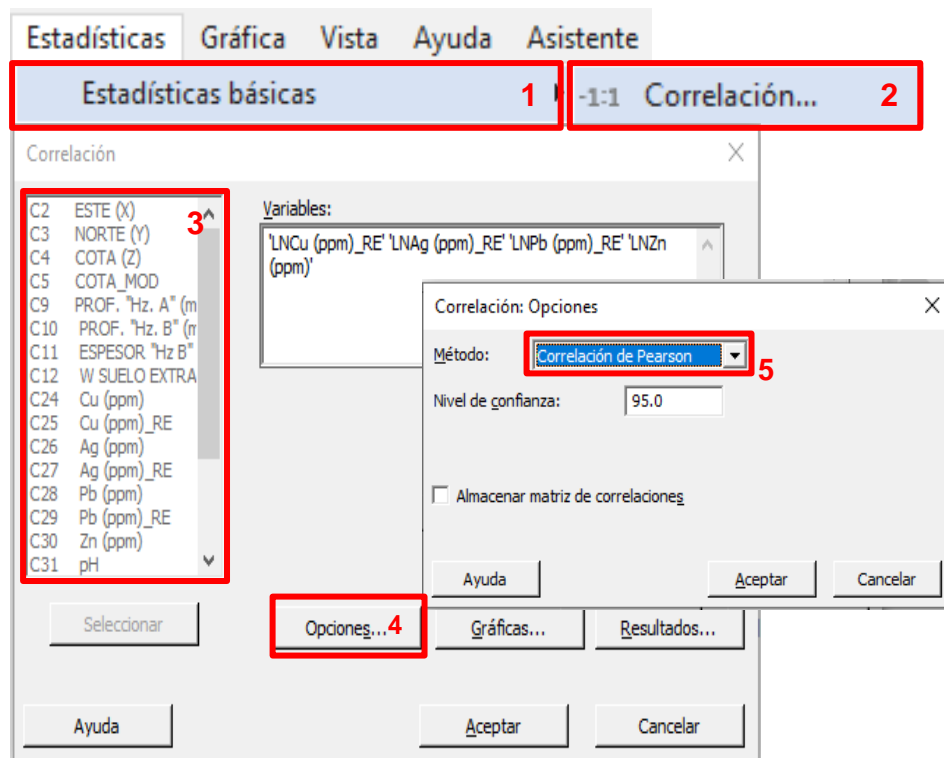 Estadísticas Gráfica Vista Ayuda Asistente
Estadísticas básicas 1 -1:1 Correlación... 2
Correlación
C2 ESTE (X)
C3 NORTE (Y)
C4 COTA (Z)
C5 COTA_MOD
C9 PROF. "Hz. A" (m
C10 PROF. "Hz. B" (m
C11 ESPESOR "Hz B"
C12 W SUELO EXTRA
C24 Cu (ppm)
C25 Cu (ppm)_RE
C26 Ag (ppm)
C27 Ag (ppm)_RE
C28 Pb (ppm)
C29 Pb (ppm)_RE
C30 Zn (ppm)
C31 pH
3
Variables:
'LNCu (ppm)_RE' 'LNAg (ppm)_RE' 'LNPb (ppm)_RE' 'LNZn
(ppm)'
Correlación: Opciones
Método: Correlación de Pearson 5
Nivel de confianza: 95.0
Almacenar matriz de correlaciones
Ayuda Aceptar Cancelar
Seleccionar Opciones... 4 Gráficas... Resultados...
Ayuda Aceptar Cancelar